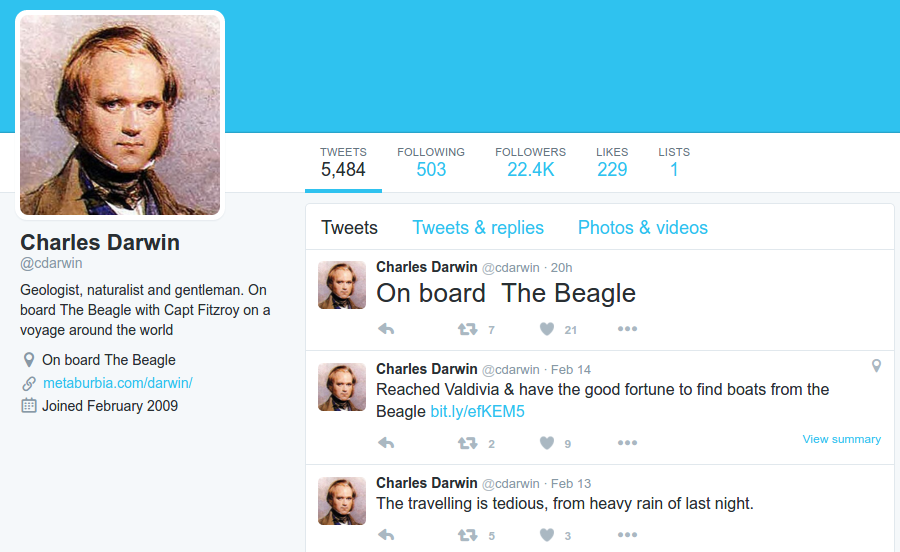 TWEETS FOLLOWING FOLLOWERS LIKES LISTS
5,484 503 22.4K 229 1
Charles Darwin
@cdarwin
Geologist, naturalist and gentleman. On
board The Beagle with Capt Fitzroy on a
voyage around the world
On board The Beagle
metaburbia.com/darwin/
Joined February 2009
Tweets Tweets & replies Photos & videos
Charles Darwin @cdarwin · 20h
On board  The Beagle
7 21
Charles Darwin @cdarwin · Feb 14
Reached Valdivia & have the good fortune to find boats from the
Beagle bit.ly/efKEM5
2 9 View summary
Charles Darwin @cdarwin · Feb 13
The travelling is tedious, from heavy rain of last night.
5 3